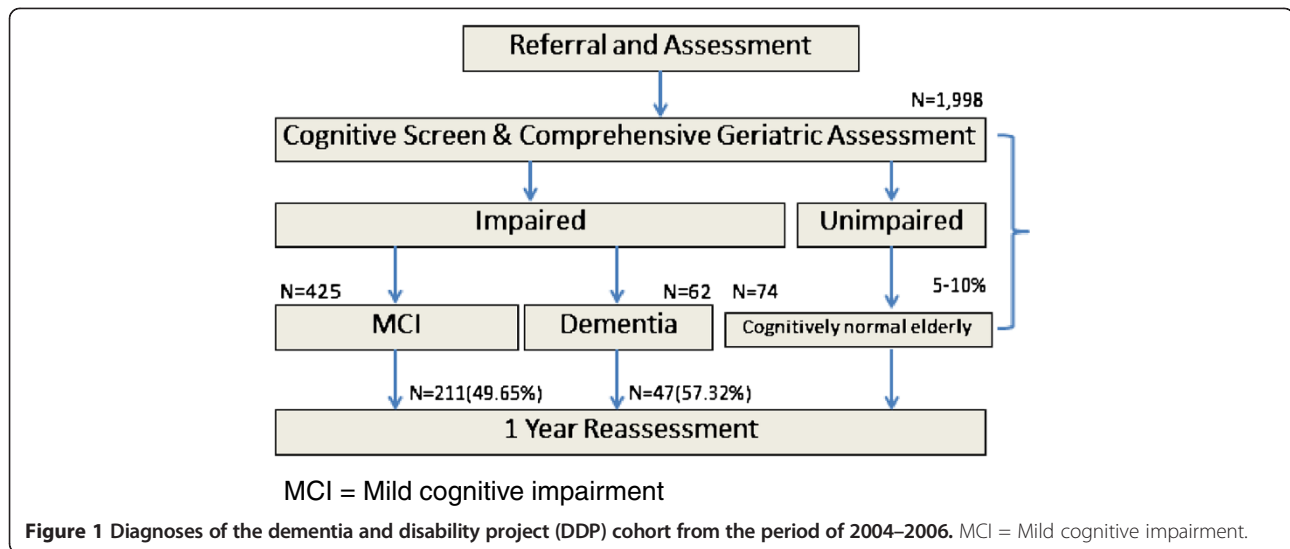 Referral and Assessment
N=1,998
Cognitive Screen & Comprehensive Geriatric Assessment
Impaired
Unimpaired
N=425
N=62
N=74
5-10%
MCI
Dementia
Cognitively normal elderly
N=211(49.65%)
N=47(57.32%)
1 Year Reassessment
MCI = Mild cognitive impairment
Figure 1 Diagnoses of the dementia and disability project (DDP) cohort from the period of 2004–2006. MCI = Mild cognitive impairment.